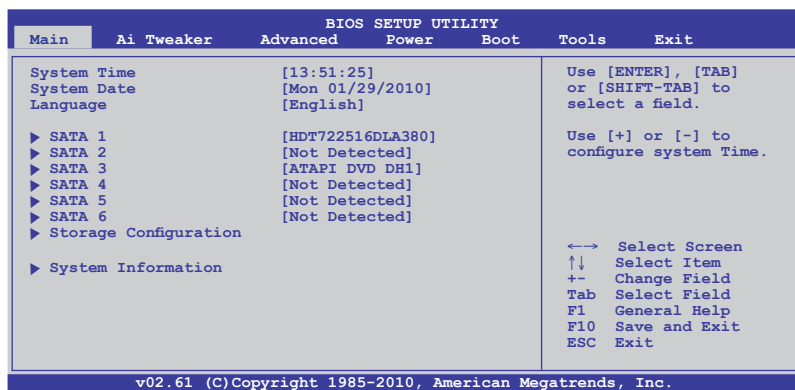 BIOS SETUP UTILITY
Main Ai Tweaker Advanced Power Boot Tools Exit
System Time [13:51:25]
System Date [Mon 01/29/2010]
Language [English]
▶ SATA 1 [HDT722516DLA380]
▶ SATA 2 [Not Detected]
▶ SATA 3 [ATAPI DVD DH1]
▶ SATA 4 [Not Detected]
▶ SATA 5 [Not Detected]
▶ SATA 6 [Not Detected]
▶ Storage Configuration
▶ System Information
Use [ENTER], [TAB]
or [SHIFT-TAB] to
select a field.
Use [+] or [-] to
configure system Time.
←→ Select Screen
↑↓ Select Item
+- Change Field
Tab Select Field
F1 General Help
F10 Save and Exit
ESC Exit
v02.61 (C)Copyright 1985-2010, American Megatrends, Inc.